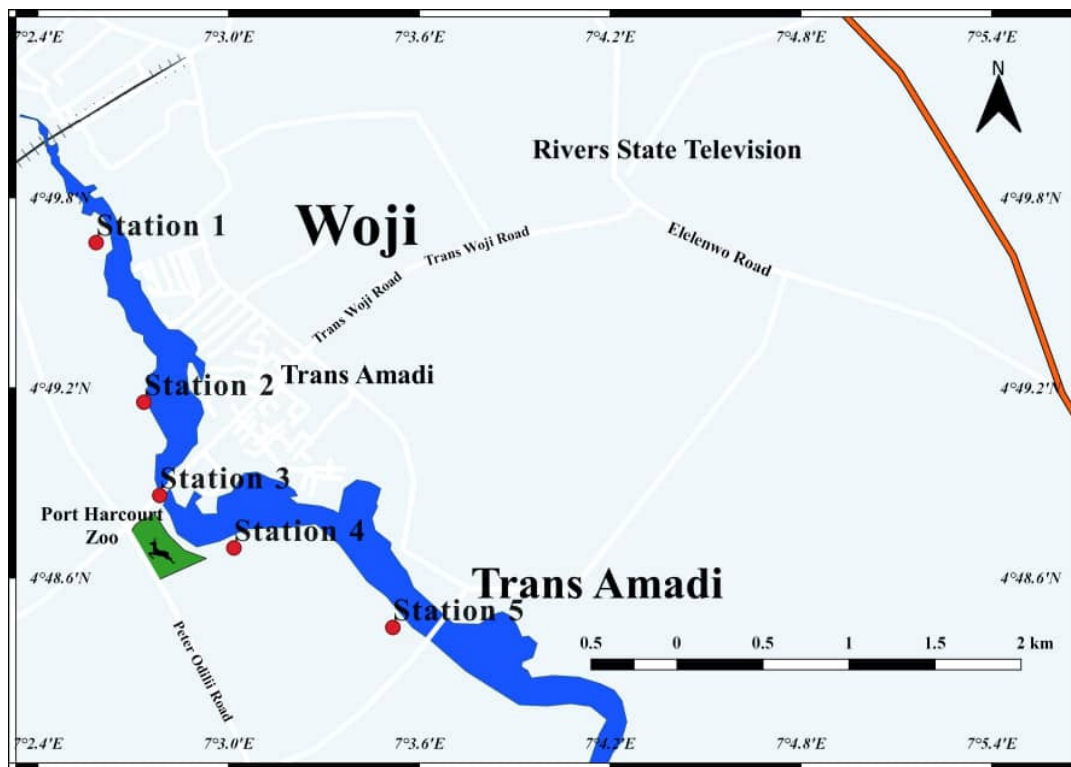 7°2.4'E 7°3.0'E 7°3.6'E 7°4.2'E 7°4.8'E 7°5.4'E
N
Rivers State Television
4°49.8'N 4°49.8'N
Station 1
Woji
Elelenwo Road
Trans Woji Road
Trans Woji Road
Trans Amadi
Station 2
4°49.2'N 4°49.2'N
Station 3
Port Harcourt
Zoo
Station 4
4°48.6'N 4°48.6'N
Trans Amadi
Station 5
Peter Odili Road
0.5 0 0.5 1 1.5 2 km
7°2.4'E 7°3.0'E 7°3.6'E 7°4.2'E 7°4.8'E 7°5.4'E